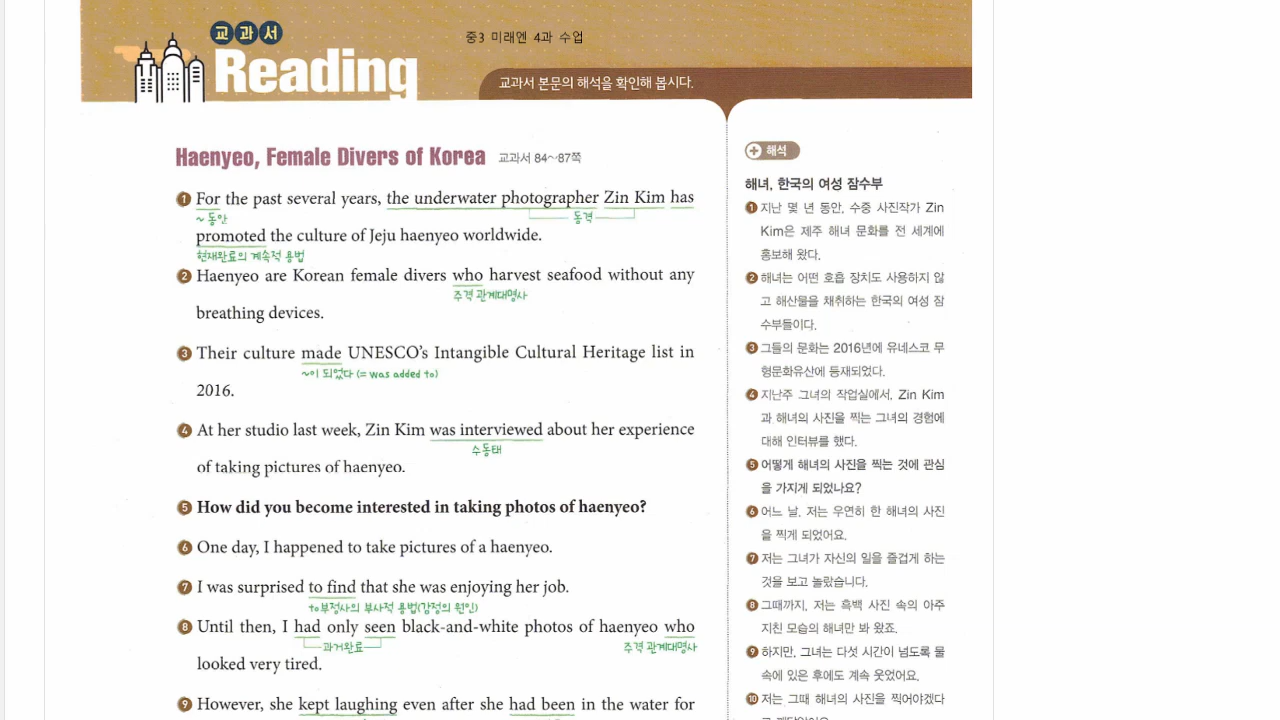 교과서
중3 미래엔 4과 수업
Reading
교과서 본문의 해석을 확인해 봅시다.
Haenyeo, Female Divers of Korea 교과서 84~87쪽
1 For the past several years, the underwater photographer Zin Kim has
~ 동안 동격
promoted the culture of Jeju haenyeo worldwide.
현재완료의 계속적 용법
2 Haenyeo are Korean female divers who harvest seafood without any
주격 관계대명사
breathing devices.
3 Their culture made UNESCO's Intangible Cultural Heritage list in
~이 되었다 (= was added to)
2016.
4 At her studio last week, Zin Kim was interviewed about her experience
수동태
of taking pictures of haenyeo.
5 How did you become interested in taking photos of haenyeo?
6 One day, I happened to take pictures of a haenyeo.
7 I was surprised to find that she was enjoying her job.
to부정사의 부사적 용법(감정의 원인)
8 Until then, I had only seen black-and-white photos of haenyeo who
과거완료 주격 관계대명사
looked very tired.
9 However, she kept laughing even after she had been in the water for
해석
해녀, 한국의 여성 잠수부
1 지난 몇 년 동안, 수중 사진작가 Zin
Kim은 제주 해녀 문화를 전 세계에
홍보해 왔다.
2 해녀는 어떤 호흡 장치도 사용하지 않
고 해산물을 채취하는 한국의 여성 잠
수부들이다.
3 그들의 문화는 2016년에 유네스코 무
형문화유산에 등재되었다.
4 지난주 그녀의 작업실에서, Zin Kim
과 해녀의 사진을 찍는 그녀의 경험에
대해 인터뷰를 했다.
5 어떻게 해녀의 사진을 찍는 것에 관심
을 가지게 되었나요?
6 어느 날, 저는 우연히 한 해녀의 사진
을 찍게 되었어요.
7 저는 그녀가 자신의 일을 즐겁게 하는
것을 보고 놀랐습니다.
8 그때까지, 저는 흑백 사진 속의 아주
지친 모습의 해녀만 봐 왔죠.
9 하지만, 그녀는 다섯 시간이 넘도록 물
속에 있은 후에도 계속 웃었어요.
10 저는 그때 해녀의 사진을 찍어야겠다